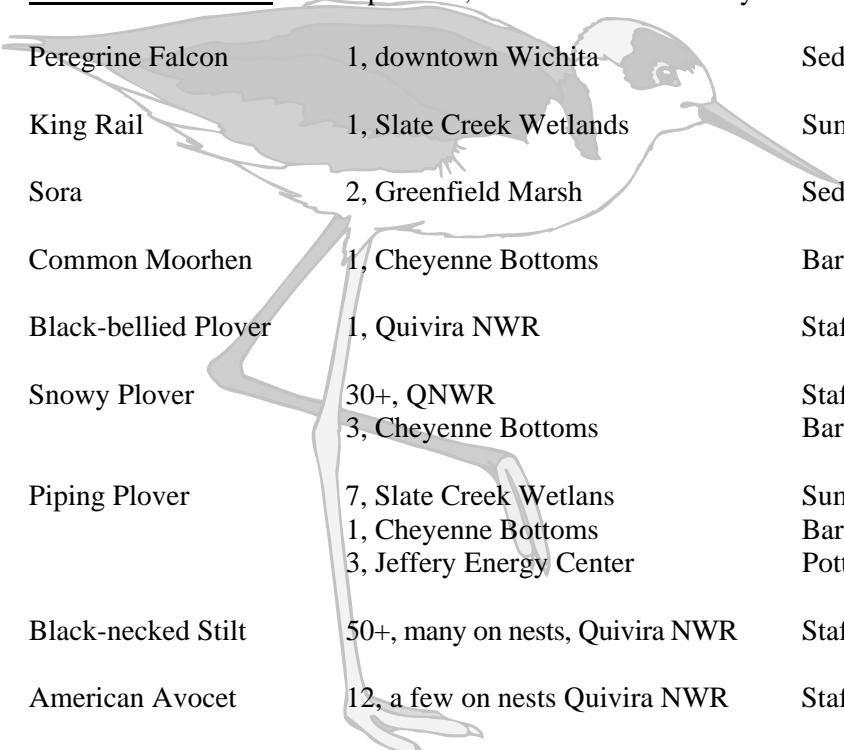 Peregrine Falcon 1, downtown Wichita Sed
King Rail 1, Slate Creek Wetlands Sun
Sora 2, Greenfield Marsh Sed
Common Moorhen 1, Cheyenne Bottoms Bar
Black-bellied Plover 1, Quivira NWR Staf
Snowy Plover 30+, QNWR Staf
3, Cheyenne Bottoms Bar
Piping Plover 7, Slate Creek Wetlans Sun
1, Cheyenne Bottoms Bar
3, Jeffery Energy Center Pott
Black-necked Stilt 50+, many on nests, Quivira NWR Staf
American Avocet 12, a few on nests Quivira NWR Staf